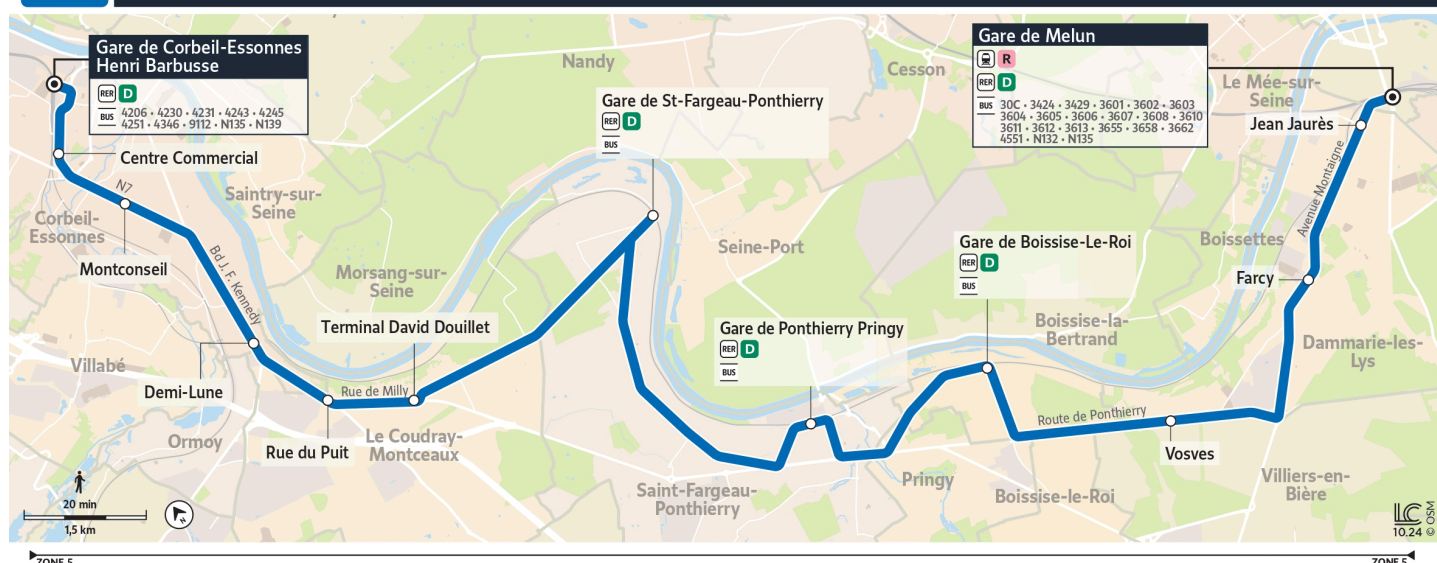 Gare de Corbeil-Essonnes
Henri Barbusse
RER D
BUS
4206 • 4230 • 4231 • 4243 • 4245
4251 • 4346 • 9112 • N135 • N139
Centre Commercial
N7
Corbeil-
Essonnes
Montconseil
Saintry-sur-
Seine
Bd J. F. Kennedy
Morsang-sur-
Seine
Terminal David Douillet
Villabé
Demi-Lune
Rue de Milly
Ormoy
Rue du Puit
Le Coudray-
Montceaux
Nandy
Gare de St-Fargeau-Ponthierry
RER D
BUS
Seine-Port
Gare de Ponthierry Pringy
RER D
BUS
Saint-Fargeau-
Ponthierry
Cesson
Gare de Melun
R
RER D
BUS
30C • 3424 • 3429 • 3601 • 3602 • 3603
3604 • 3605 • 3606 • 3607 • 3608 • 3610
3611 • 3612 • 3613 • 3655 • 3658 • 3662
4551 • N132 • N135
Le Mée-sur-
Seine
Jean Jaurès
Avenue Montaigne
Boissettes
Farcy
Gare de Boissise-Le-Roi
RER D
BUS
Boissise-la-
Bertrand
Dammarie-les-
Lys
Route de Ponthierry
Vosves
Pringy
Boissise-le-Roi
Villiers-en-
Bière
20 min
1,5 km
LC
10.24
© OSM
ZONE 5
ZONE 5